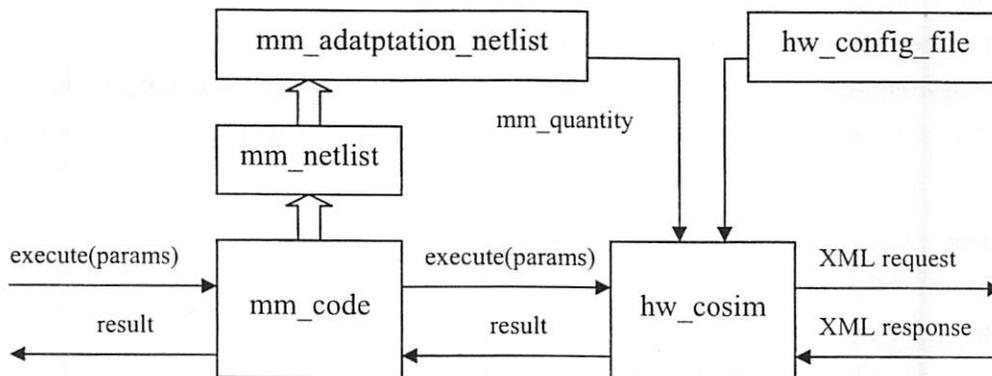 mm_adatptation_netlist
hw_config_file
mm_quantity
mm_netlist
execute(params)
execute(params)
XML request
mm_code
hw_cosim
result
result
XML response